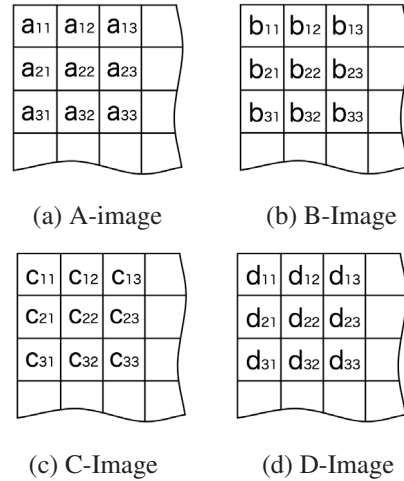 a11 a12 a13 b11 b12 b13
a21 a22 a23 b21 b22 b23
a31 a32 a33 b31 b32 b33
(a) A-image (b) B-Image
c11 c12 c13 d11 d12 d13
c21 c22 c23 d21 d22 d23
c31 c32 c33 d31 d32 d33
(c) C-Image (d) D-Image